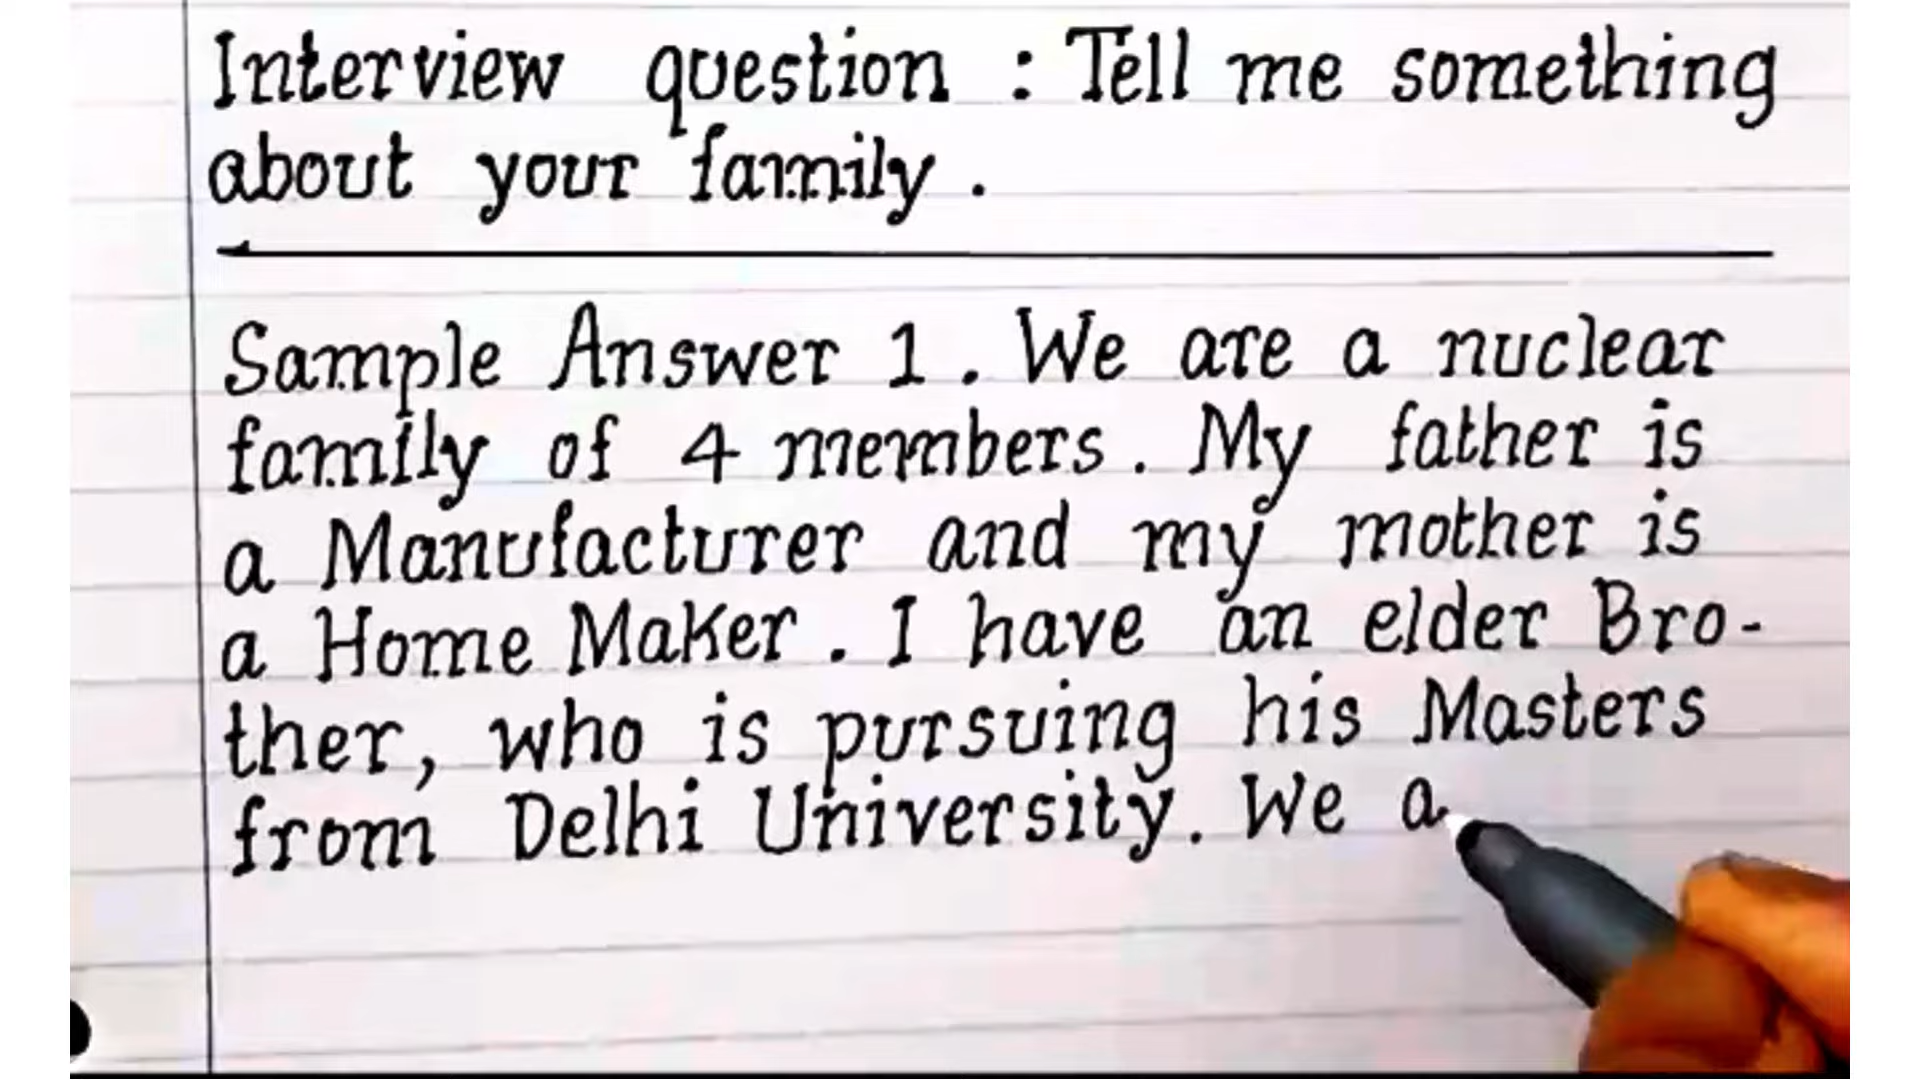 Interview question : Tell me something
about your family .
Sample Answer 1 . We are a nuclear
family of 4 members . My father is
a Manufacturer and my mother is
a Home Maker . I have an elder Bro-
ther, who is pursuing his Masters
from Delhi University. We a